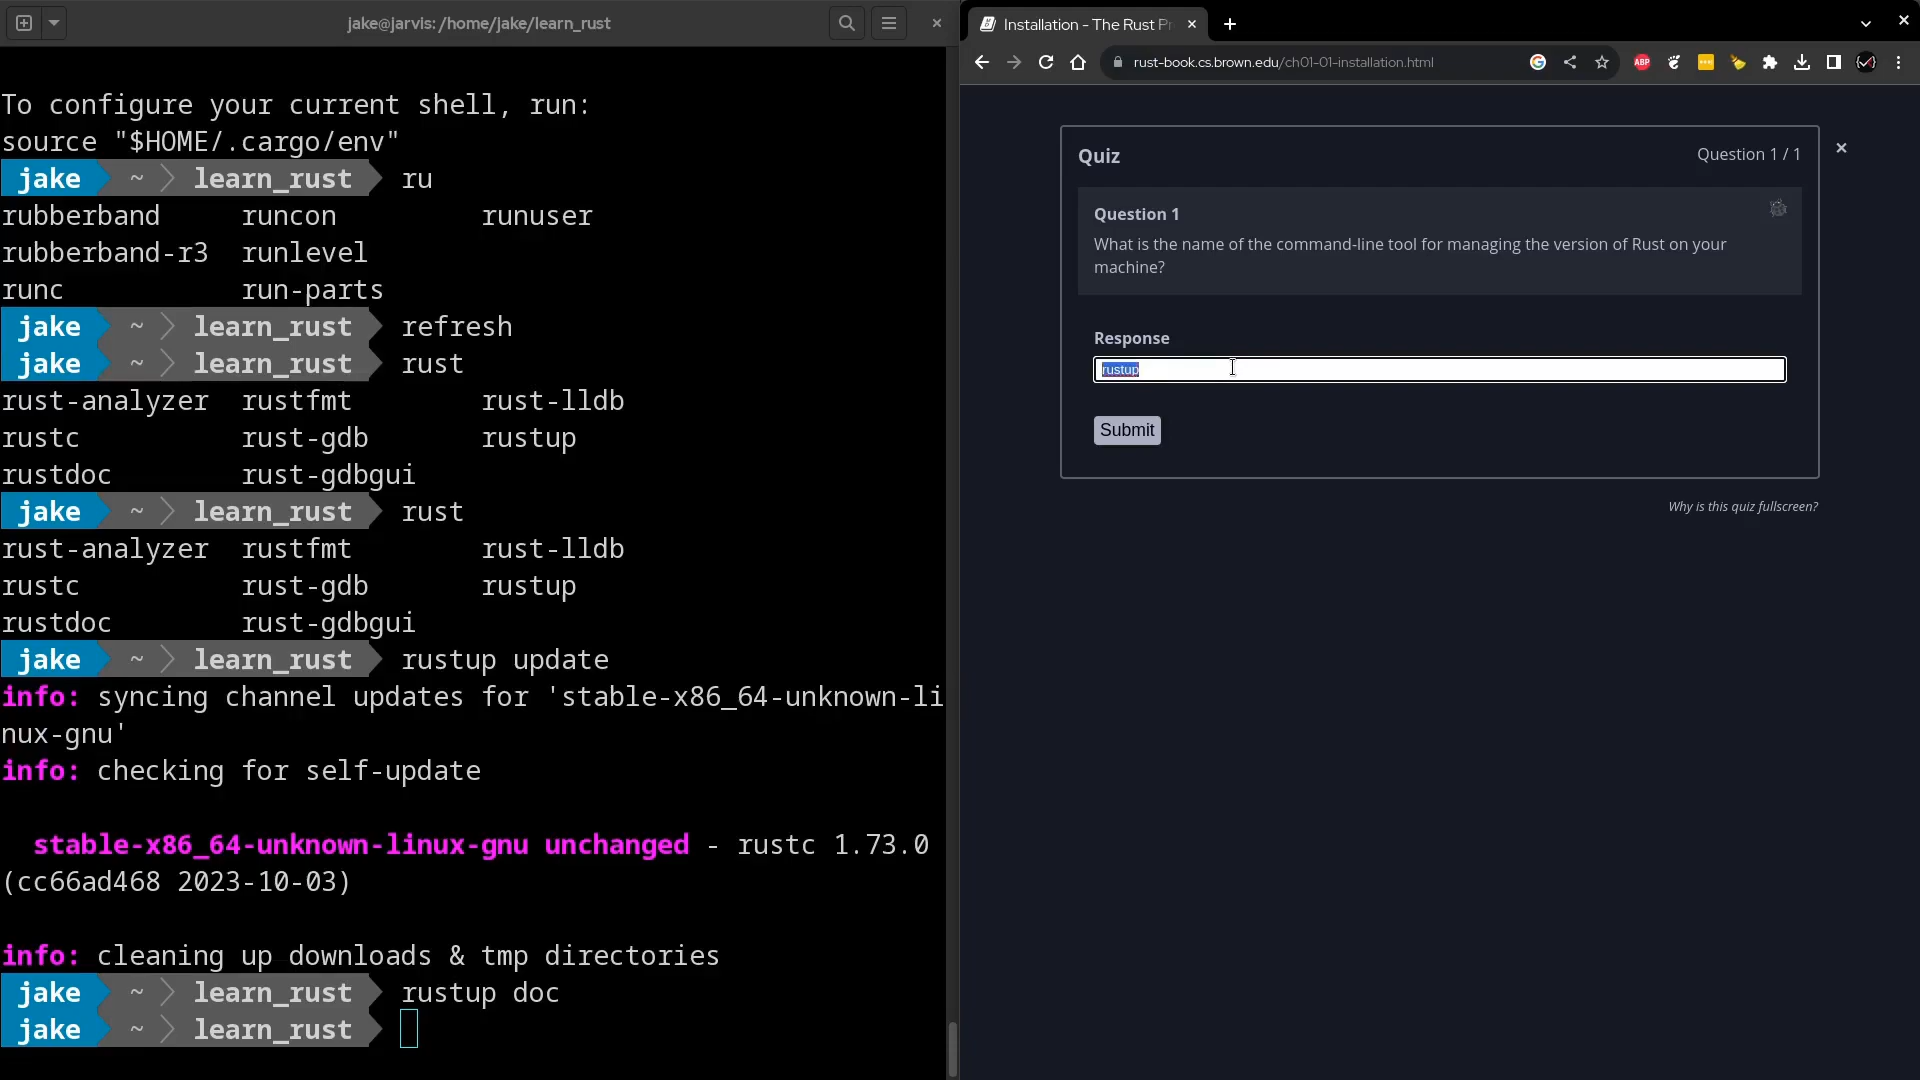 jake@jarvis:/home/jake/learn_rust
To configure your current shell, run:
source "$HOME/.cargo/env"
jake ~ learn_rust ru
rubberband runcon runuser
rubberband-r3 runlevel
runc run-parts
jake ~ learn_rust refresh
jake ~ learn_rust rust
rust-analyzer rustfmt rust-lldb
rustc rust-gdb rustup
rustdoc rust-gdbgui
jake ~ learn_rust rust
rust-analyzer rustfmt rust-lldb
rustc rust-gdb rustup
rustdoc rust-gdbgui
jake ~ learn_rust rustup update
info: syncing channel updates for 'stable-x86_64-unknown-li
nux-gnu'
info: checking for self-update
stable-x86_64-unknown-linux-gnu unchanged - rustc 1.73.0
(cc66ad468 2023-10-03)
info: cleaning up downloads & tmp directories
jake ~ learn_rust rustup doc
jake ~ learn_rust
Installation - The Rust Pr
rust-book.cs.brown.edu/ch01-01-installation.html
ABP
Quiz
Question 1 / 1
Question 1
What is the name of the command-line tool for managing the version of Rust on your
machine?
Response
rustup
Submit
Why is this quiz fullscreen?